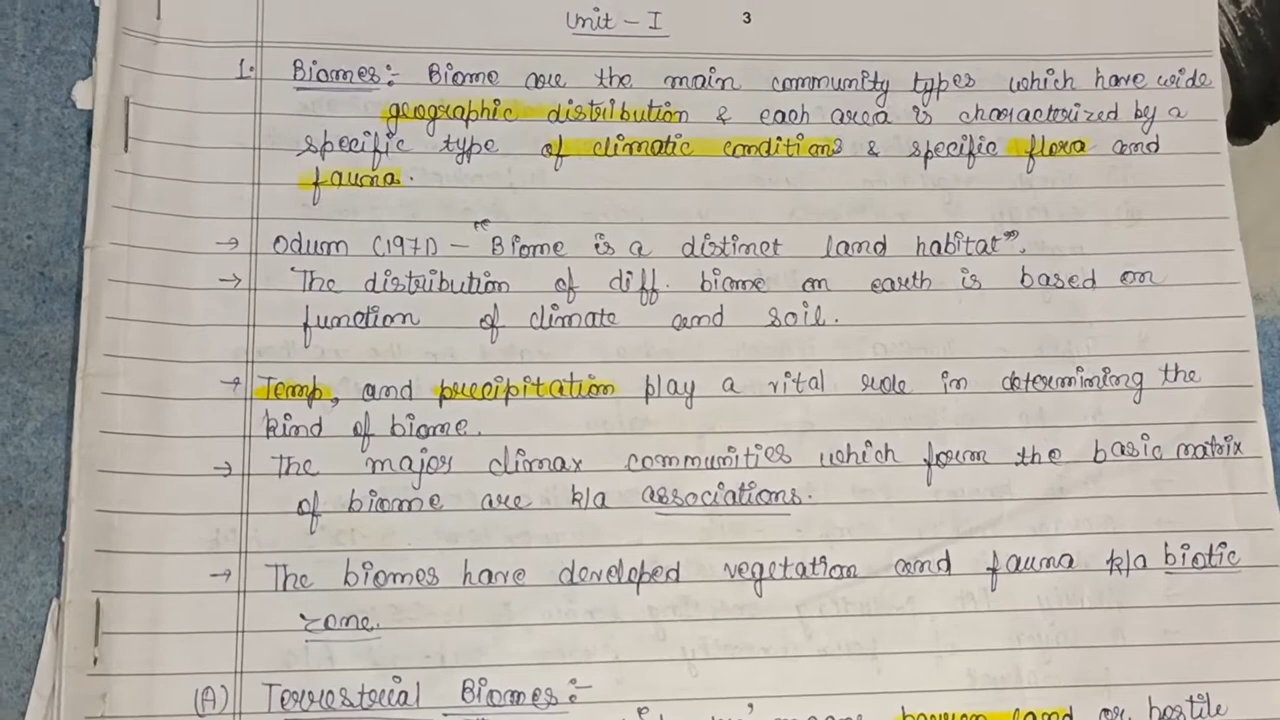 Unit - I 3
1. Biomes:- Biome are the main community types which have wide
geographic distribution & each area is characterized by a
specific type of climatic conditions & specific flora and
fauna.
→ Odum (1971) - "Biome is a distinct land habitat".
→ The distribution of diff. biome on earth is based on
function of climate and soil.
→ Temp, and precipitation play a vital role in determining the
kind of biome.
→ The major climax communities which form the basic matrix
of biome are k/a associations.
→ The biomes have developed vegetation and fauna k/a biotic
zone.
(A) Terrestrial Biomes:-
barren land or hostile